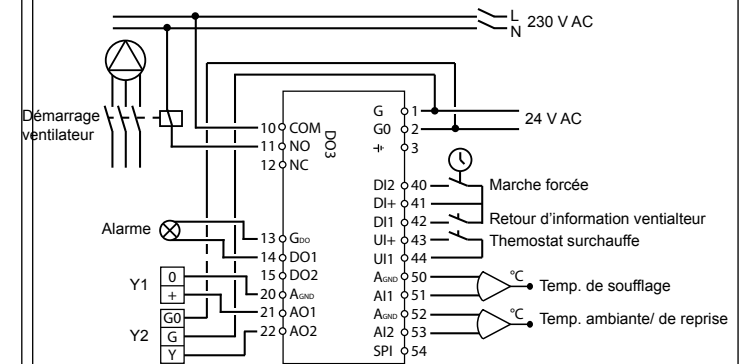 L
N
230 V AC
Démarrage
ventilateur
G 1
G0 2
3
24 V AC
10 COM
11 NO
12 NC
DO3
DI2 40
Marche forcée
DI+ 41
DI1 42
Retour d'information ventialteur
UI+ 43
Themostat surchauffe
UI1 44
Alarme
13 GDO
14 DO1
15 DO2
20 AGND
21 AO1
22 AO2
Y1
0
+
Y2
G0
G
Y
AGND 50
°C
Temp. de soufflage
AI1 51
AGND 52
°C
Temp. ambiante/ de reprise
AI2 53
SPI 54